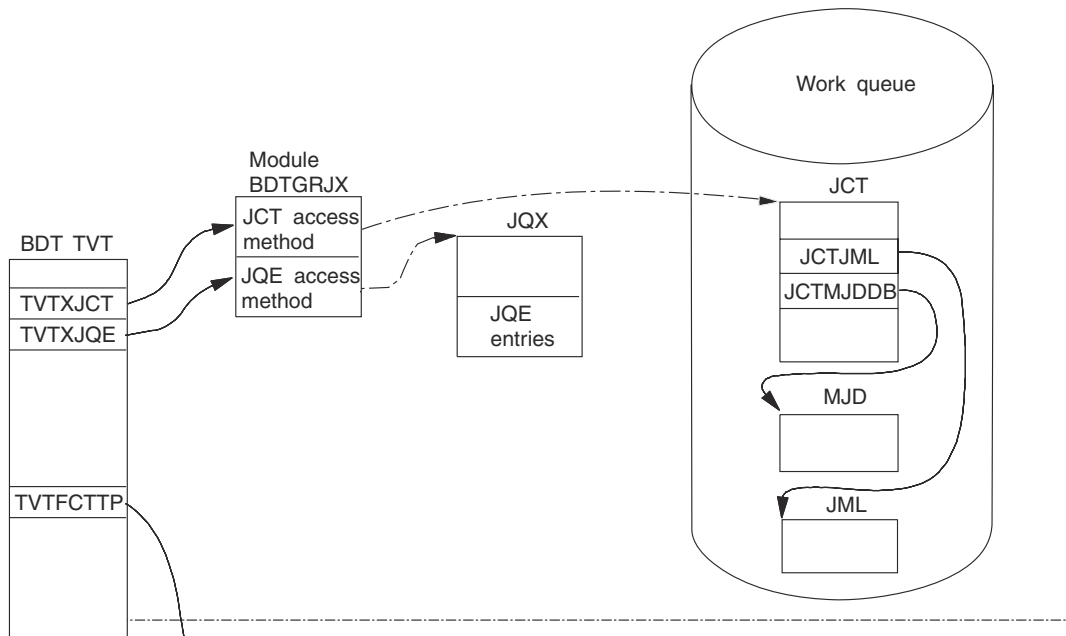 Work queue
Module
BDTGRJX
JCT access
method
JQE access
method
JQX
JQE
entries
BDT TVT
TVTXJCT
TVTXJQE
TVTFCTTP
JCT
JCTJML
JCTMJDDB
MJD
JML